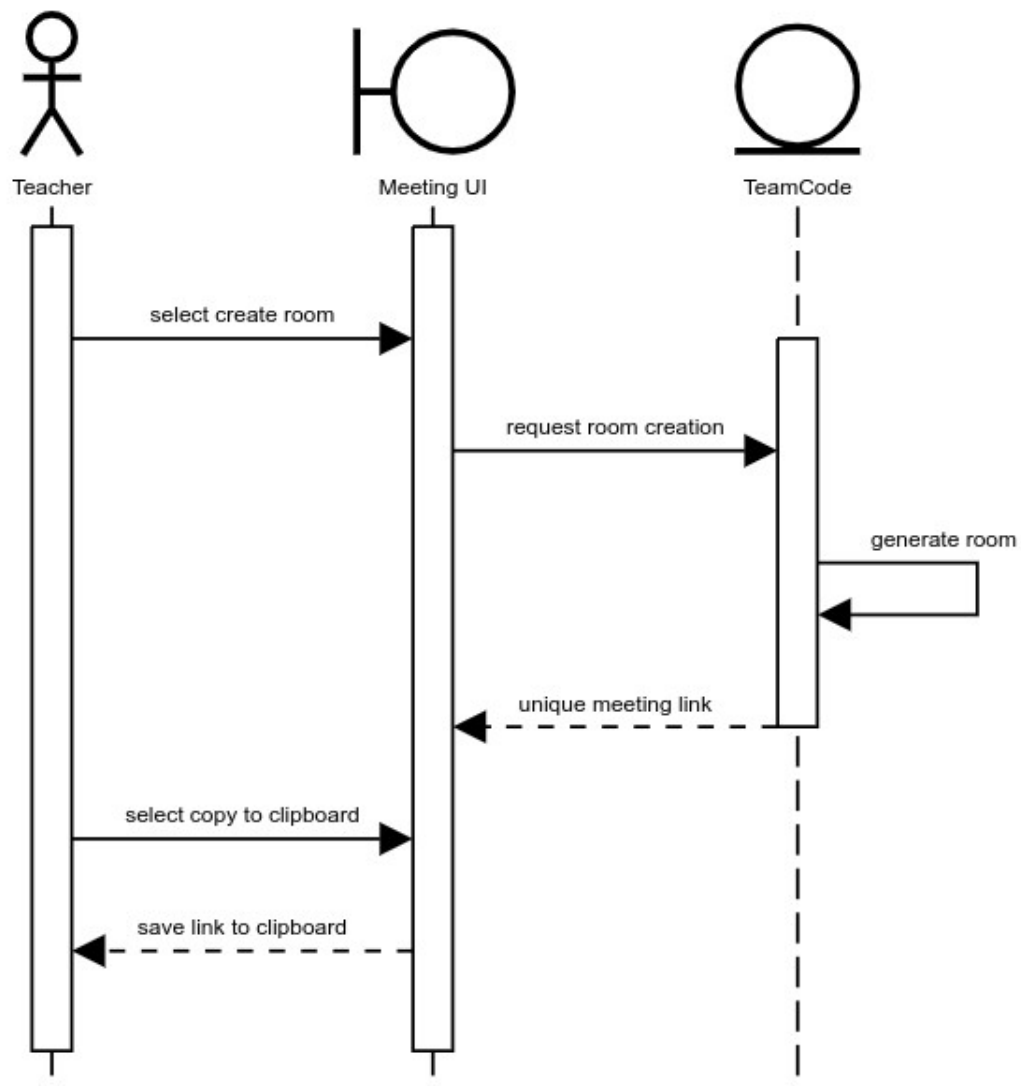 Teacher
Meeting UI
TeamCode
select create room
request room creation
generate room
unique meeting link
select copy to clipboard
save link to clipboard